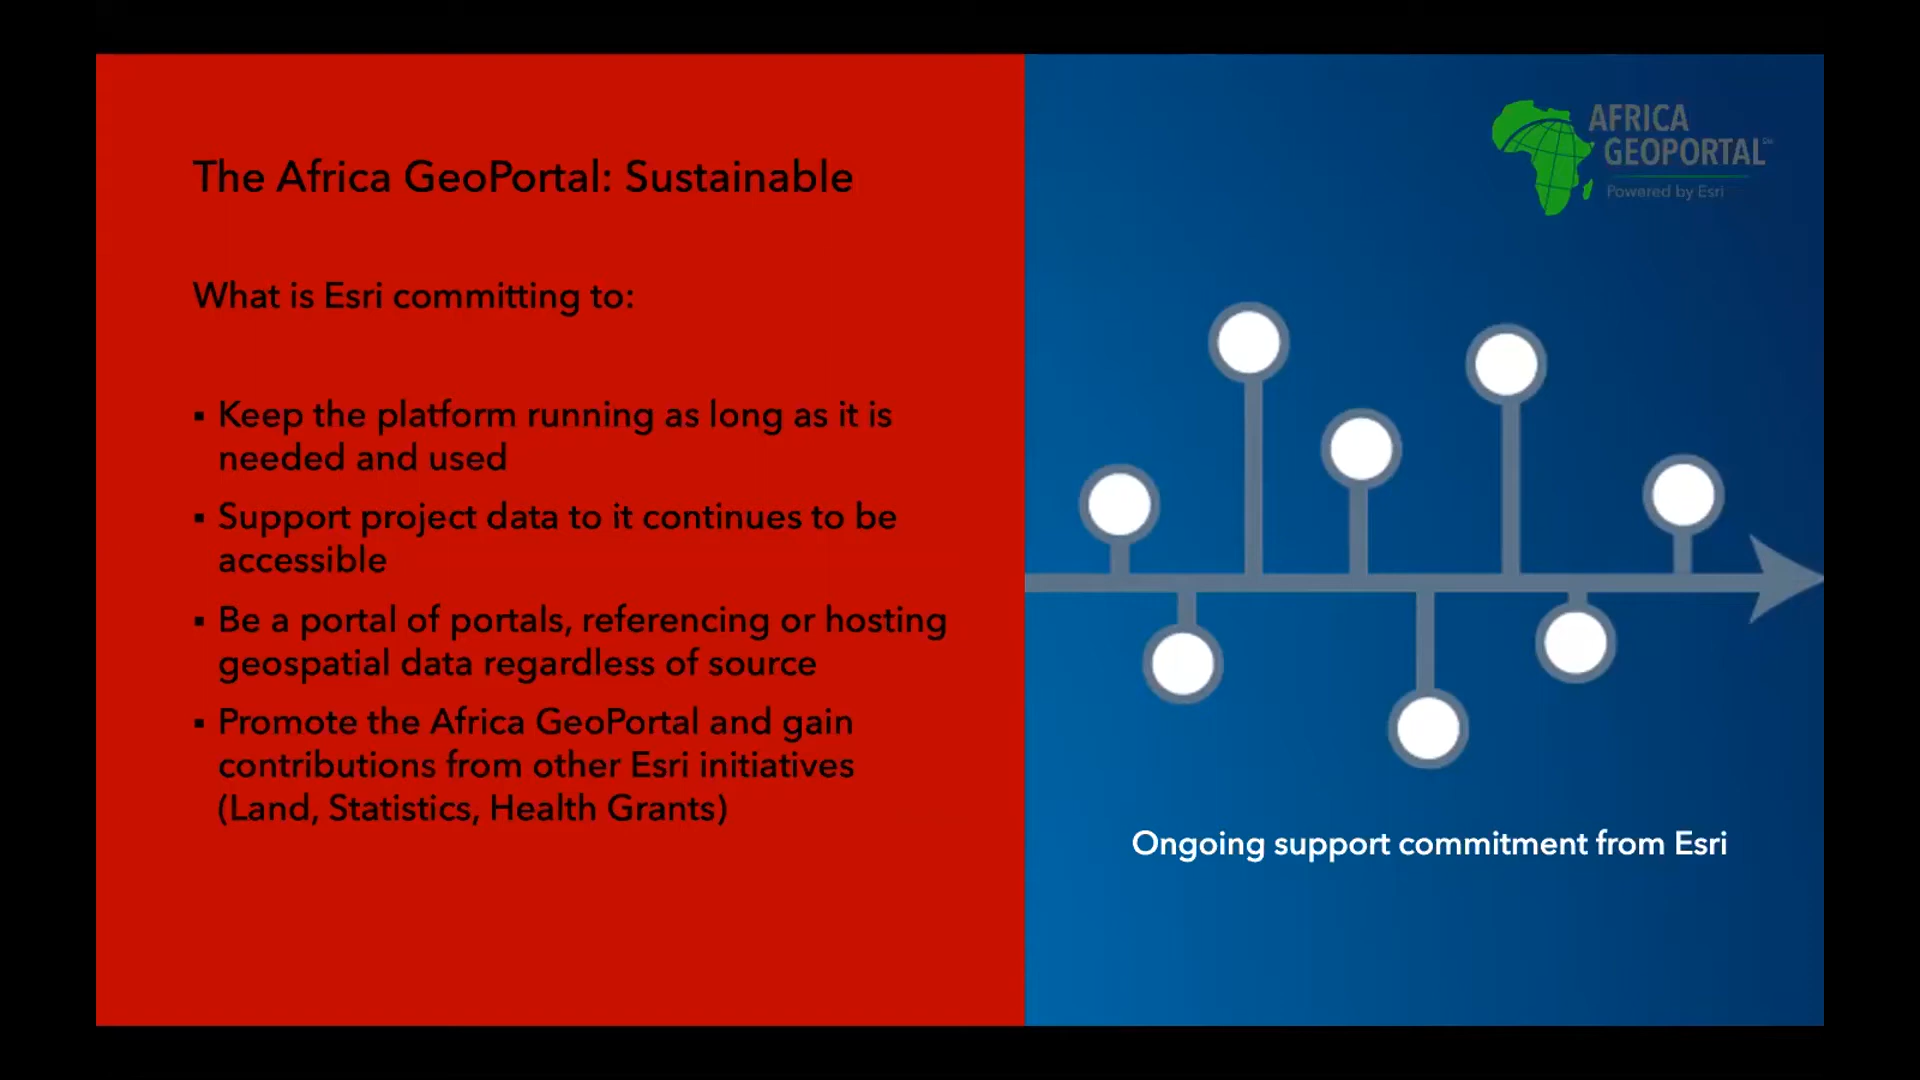 The Africa GeoPortal: Sustainable
What is Esri committing to:
▪ Keep the platform running as long as it is
needed and used
▪ Support project data to it continues to be
accessible
▪ Be a portal of portals, referencing or hosting
geospatial data regardless of source
▪ Promote the Africa GeoPortal and gain
contributions from other Esri initiatives
(Land, Statistics, Health Grants)
AFRICA
GEOPORTAL℠
Powered by Esri
Ongoing support commitment from Esri